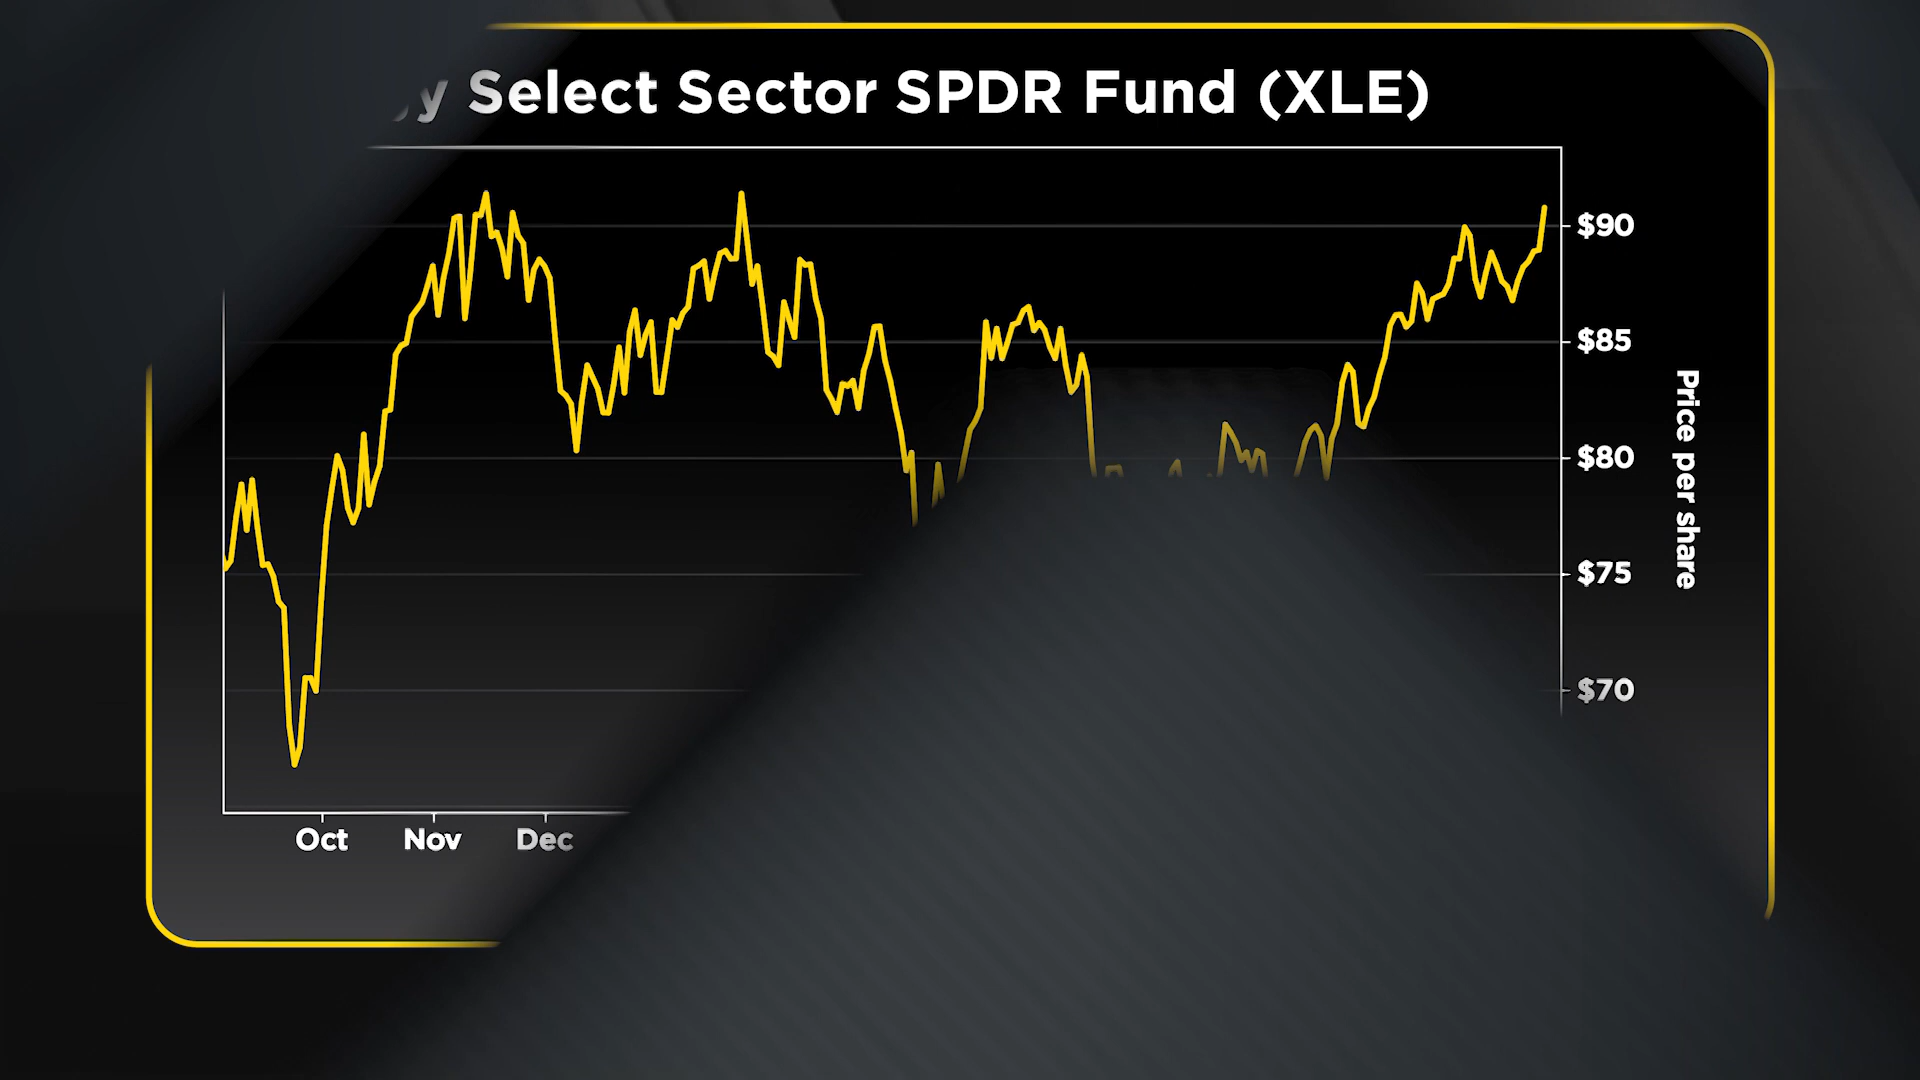 Select Sector SPDR Fund (XLE)
$90
$85
$80
$75
$70
Price per share
Oct Nov Dec